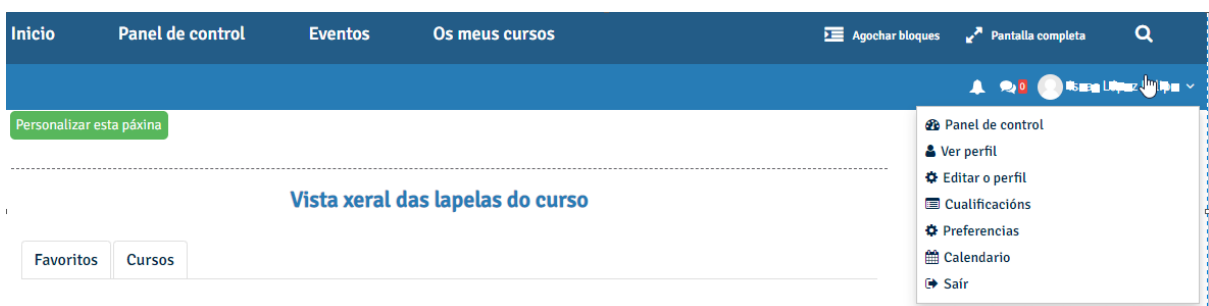 Inicio Panel de control Eventos Os meus cursos Agochar bloques Pantalla completa
0
Personalizar esta páxina
Panel de control
Ver perfil
Editar o perfil
Cualificacións
Preferencias
Calendario
Saír
Vista xeral das lapelas do curso
Favoritos Cursos